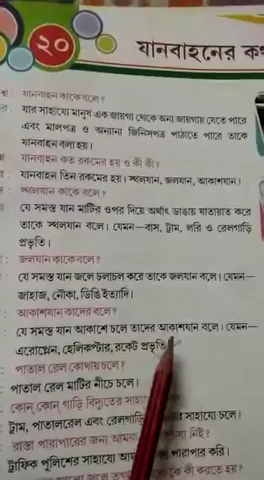 ২০
যানবাহনের
যানবাহন কাকে বলে?
যার সাহায্যে মানুষ এক জায়গা থেকে অন্য জায়গায় যেতে পারে
এবং মালপত্র ও অন্যান্য জিনিসপত্র পাঠাতে পারে তাকে
যানবাহন বলা হয়।
যানবাহন কত রকমের হয় ও কী কী?
যানবাহন তিন রকমের হয়। স্থলযান, জলযান, আকাশযান।
স্থলযান কাকে বলে?
যে সমস্ত যান মাটির ওপর দিয়ে অর্থাৎ ডাঙায় যাতায়াত করে
তাকে স্থলযান বলে। যেমন—বাস, ট্রাম, লরি ও রেলগাড়ি
প্রভৃতি।
জলযান কাকে বলে?
যে সমস্ত যান জলে চলাচল করে তাকে জলযান বলে। যেমন—
জাহাজ, নৌকা, ডিঙি ইত্যাদি।
আকাশযান কাদের বলে?
যে সমস্ত যান আকাশে চলে তাদের আকাশযান বলে। যেমন—
এরোপ্লেন, হেলিকপ্টার, রকেট প্রভৃতি
পাতাল রেল কোথায় চলে?
পাতাল রেল মাটির নীচে চলে।
কোন্ কোন্ গাড়ি বিদ্যুতের
ট্রাম, পাতালরেল এবং রেলগাড়ি সাহায্যে চলে।
রাস্তা পারাপারের জন্য নিই?
ট্রাফিক পুলিশের সাহায্যে পারাপার করি।
কী করতে হয়?